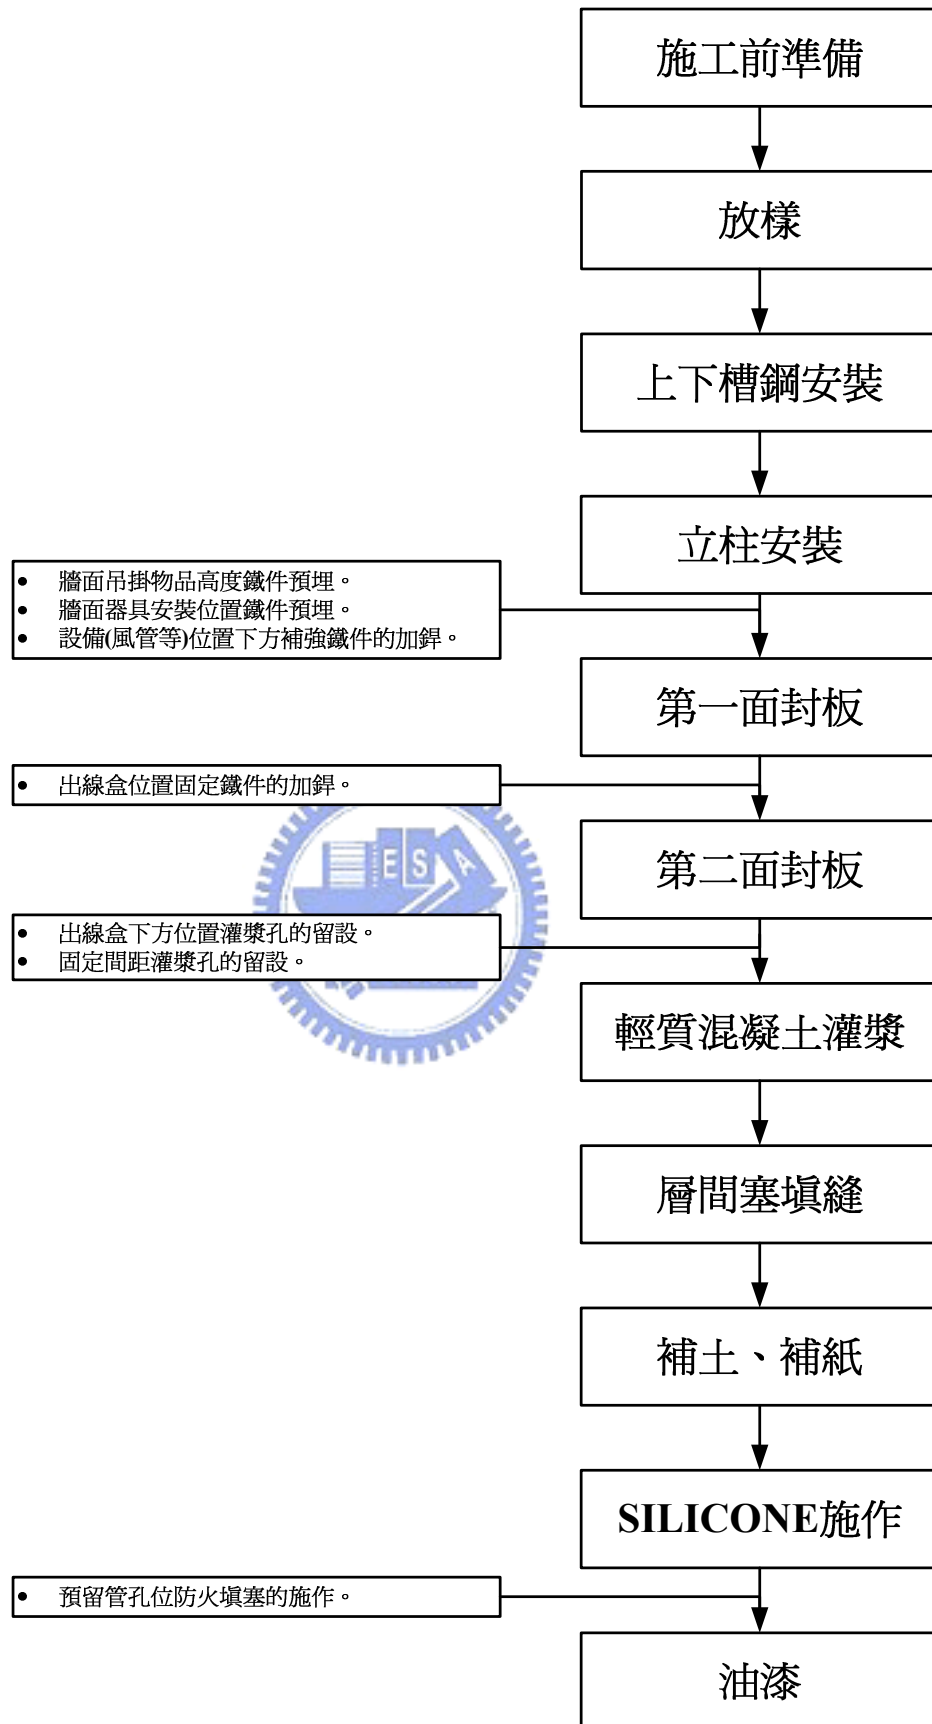 施工前準備
放樣
上下槽鋼安裝
立柱安裝
• 牆面吊掛物品高度鐵件預埋。
• 牆面器具安裝位置鐵件預埋。
• 設備(風管等)位置下方補強鐵件的加銲。
第一面封板
• 出線盒位置固定鐵件的加銲。
ESA
第二面封板
• 出線盒下方位置灌漿孔的留設。
• 固定間距灌漿孔的留設。
輕質混凝土灌漿
層間塞填縫
補土、補紙
SILICONE施作
• 預留管孔位防火填塞的施作。
油漆